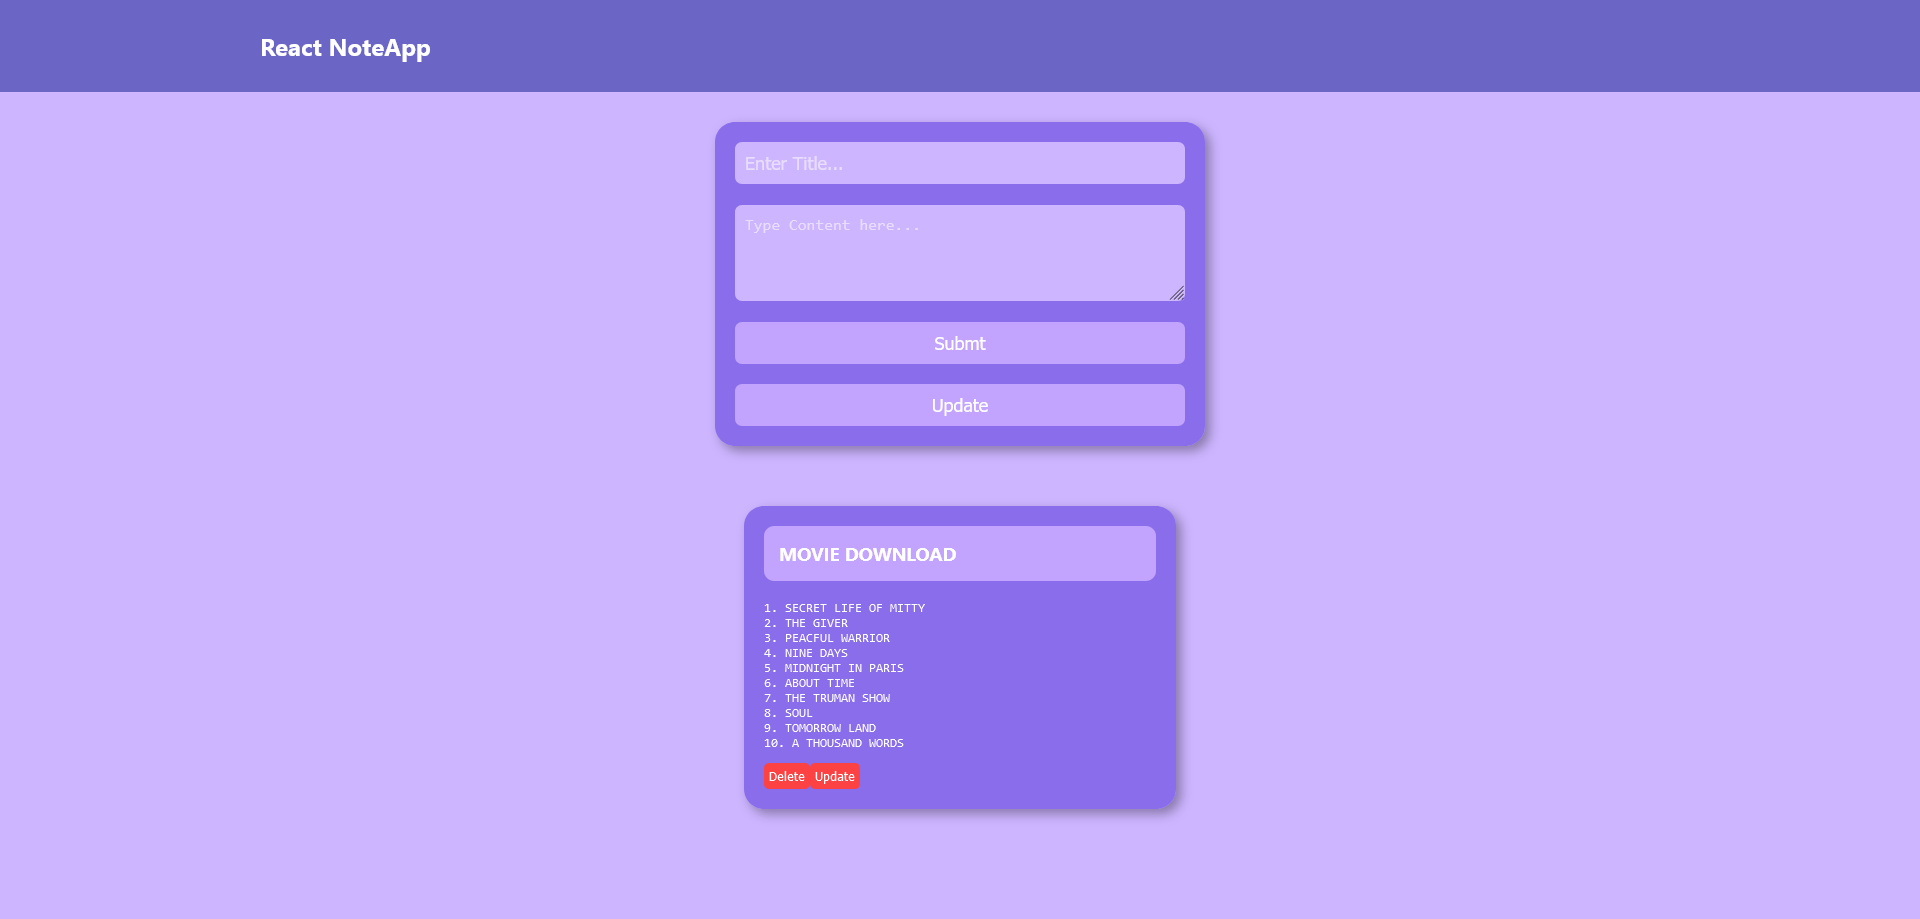 React NoteApp
Enter Title...
Type Content here...
Submt
Update
MOVIE DOWNLOAD
1. SECRET LIFE OF MITTY
2. THE GIVER
3. PEACFUL WARRIOR
4. NINE DAYS
5. MIDNIGHT IN PARIS
6. ABOUT TIME
7. THE TRUMAN SHOW
8. SOUL
9. TOMORROW LAND
10. A THOUSAND WORDS
Delete Update